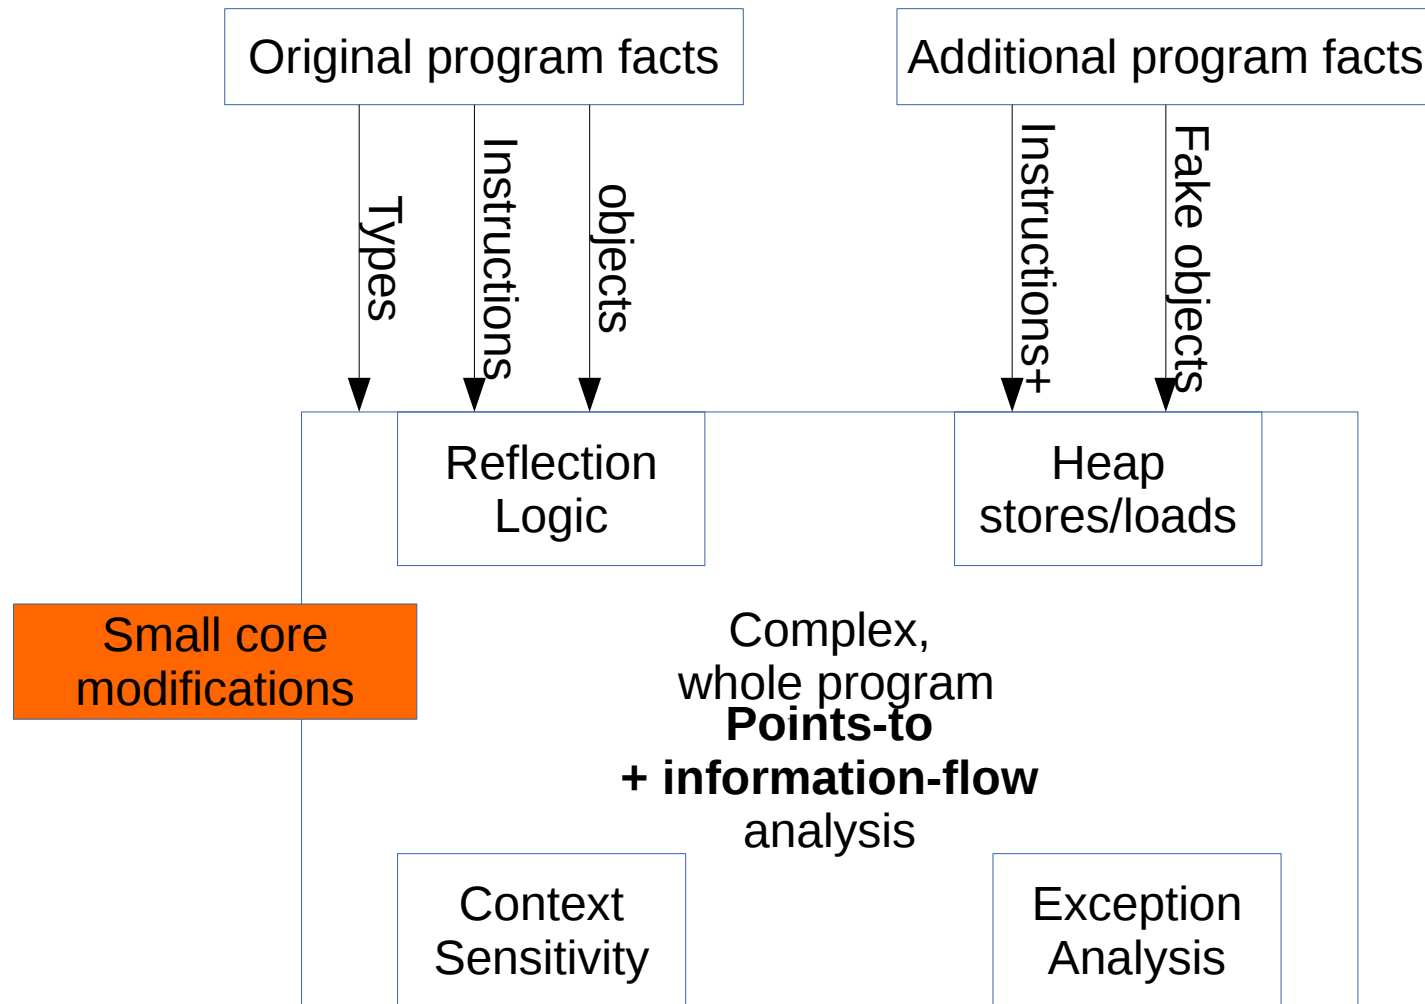 Original program facts
Additional program facts
Types
Instructions
objects
Instructions+
Fake objects
Reflection
Logic
Heap
stores/loads
Small core
modifications
Complex,
whole program
Points-to
+ information-flow
analysis
Context
Sensitivity
Exception
Analysis